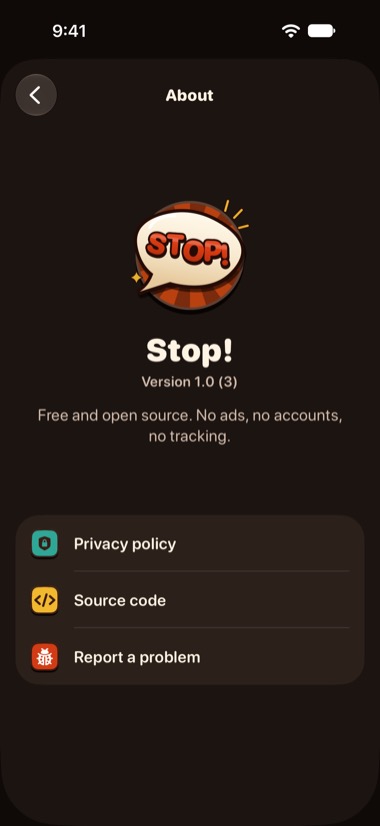 9:41
About
STOP!
Stop!
Version 1.0 (3)
Free and open source. No ads, no accounts,
no tracking.
Privacy policy
</> Source code
Report a problem